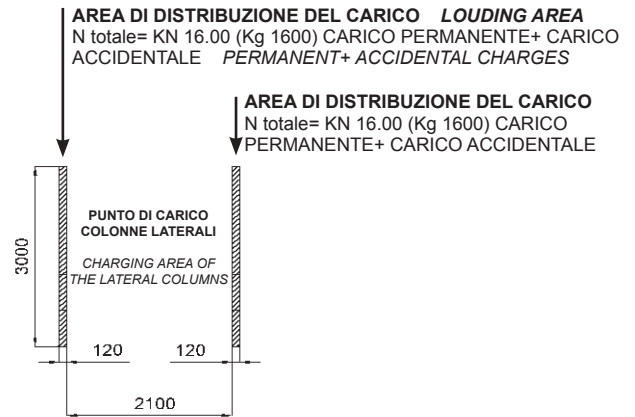 AREA DI DISTRIBUZIONE DEL CARICO LOUDING AREA
N totale= KN 16.00 (Kg 1600) CARICO PERMANENTE+ CARICO
ACCIDENTALE PERMANENT+ ACCIDENTAL CHARGES
AREA DI DISTRIBUZIONE DEL CARICO
N totale= KN 16.00 (Kg 1600) CARICO
PERMANENTE+ CARICO ACCIDENTALE
PUNTO DI CARICO
COLONNE LATERALI
CHARGING AREA OF
THE LATERAL COLUMNS
3000
120 120
2100